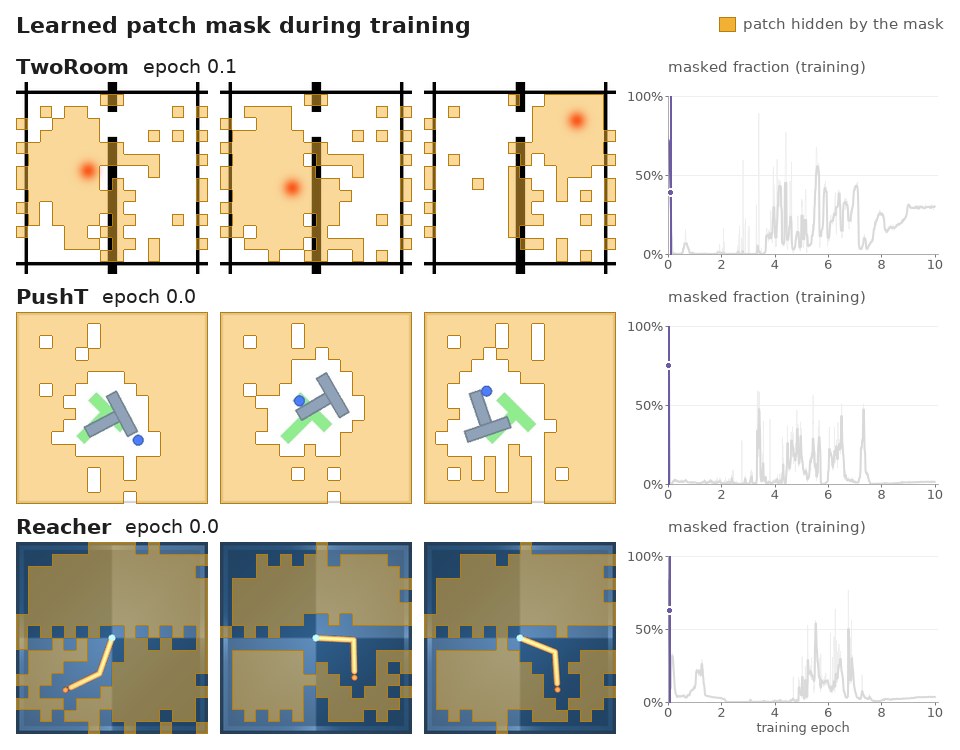 Learned patch mask during training
patch hidden by the mask
TwoRoom epoch 0.1
masked fraction (training)
100%
50%
0%
0 2 4 6 8 10
PushT epoch 0.0
masked fraction (training)
100%
50%
0%
0 2 4 6 8 10
Reacher epoch 0.0
masked fraction (training)
100%
50%
0%
0 2 4 6 8 10
training epoch